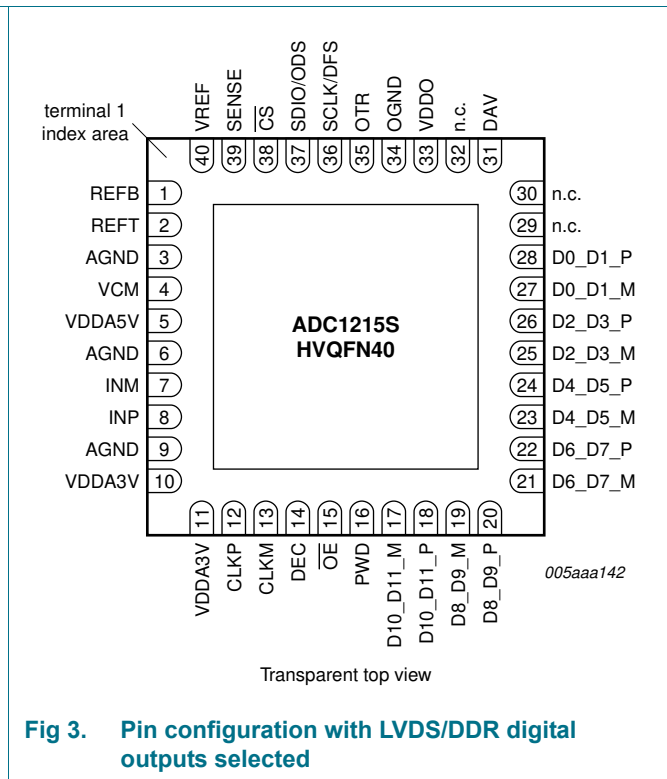 terminal 1
index area
VREF
SENSE
CS
SDIO/ODS
SCLK/DFS
OTR
OGND
VDDO
n.c.
DAV
40
39
38
37
36
35
34
33
32
31
REFB 1
REFT 2
AGND 3
VCM 4
VDDA5V 5
AGND 6
INM 7
INP 8
AGND 9
VDDA3V 10
ADC1215S
HVQFN40
30 n.c.
29 n.c.
28 D0_D1_P
27 D0_D1_M
26 D2_D3_P
25 D2_D3_M
24 D4_D5_P
23 D4_D5_M
22 D6_D7_P
21 D6_D7_M
11
12
13
14
15
16
17
18
19
20
VDDA3V
CLKP
CLKM
DEC
OE
PWD
D10_D11_M
D10_D11_P
D8_D9_M
D8_D9_P
005aaa142
Transparent top view
Fig 3. Pin configuration with LVDS/DDR digital
outputs selected